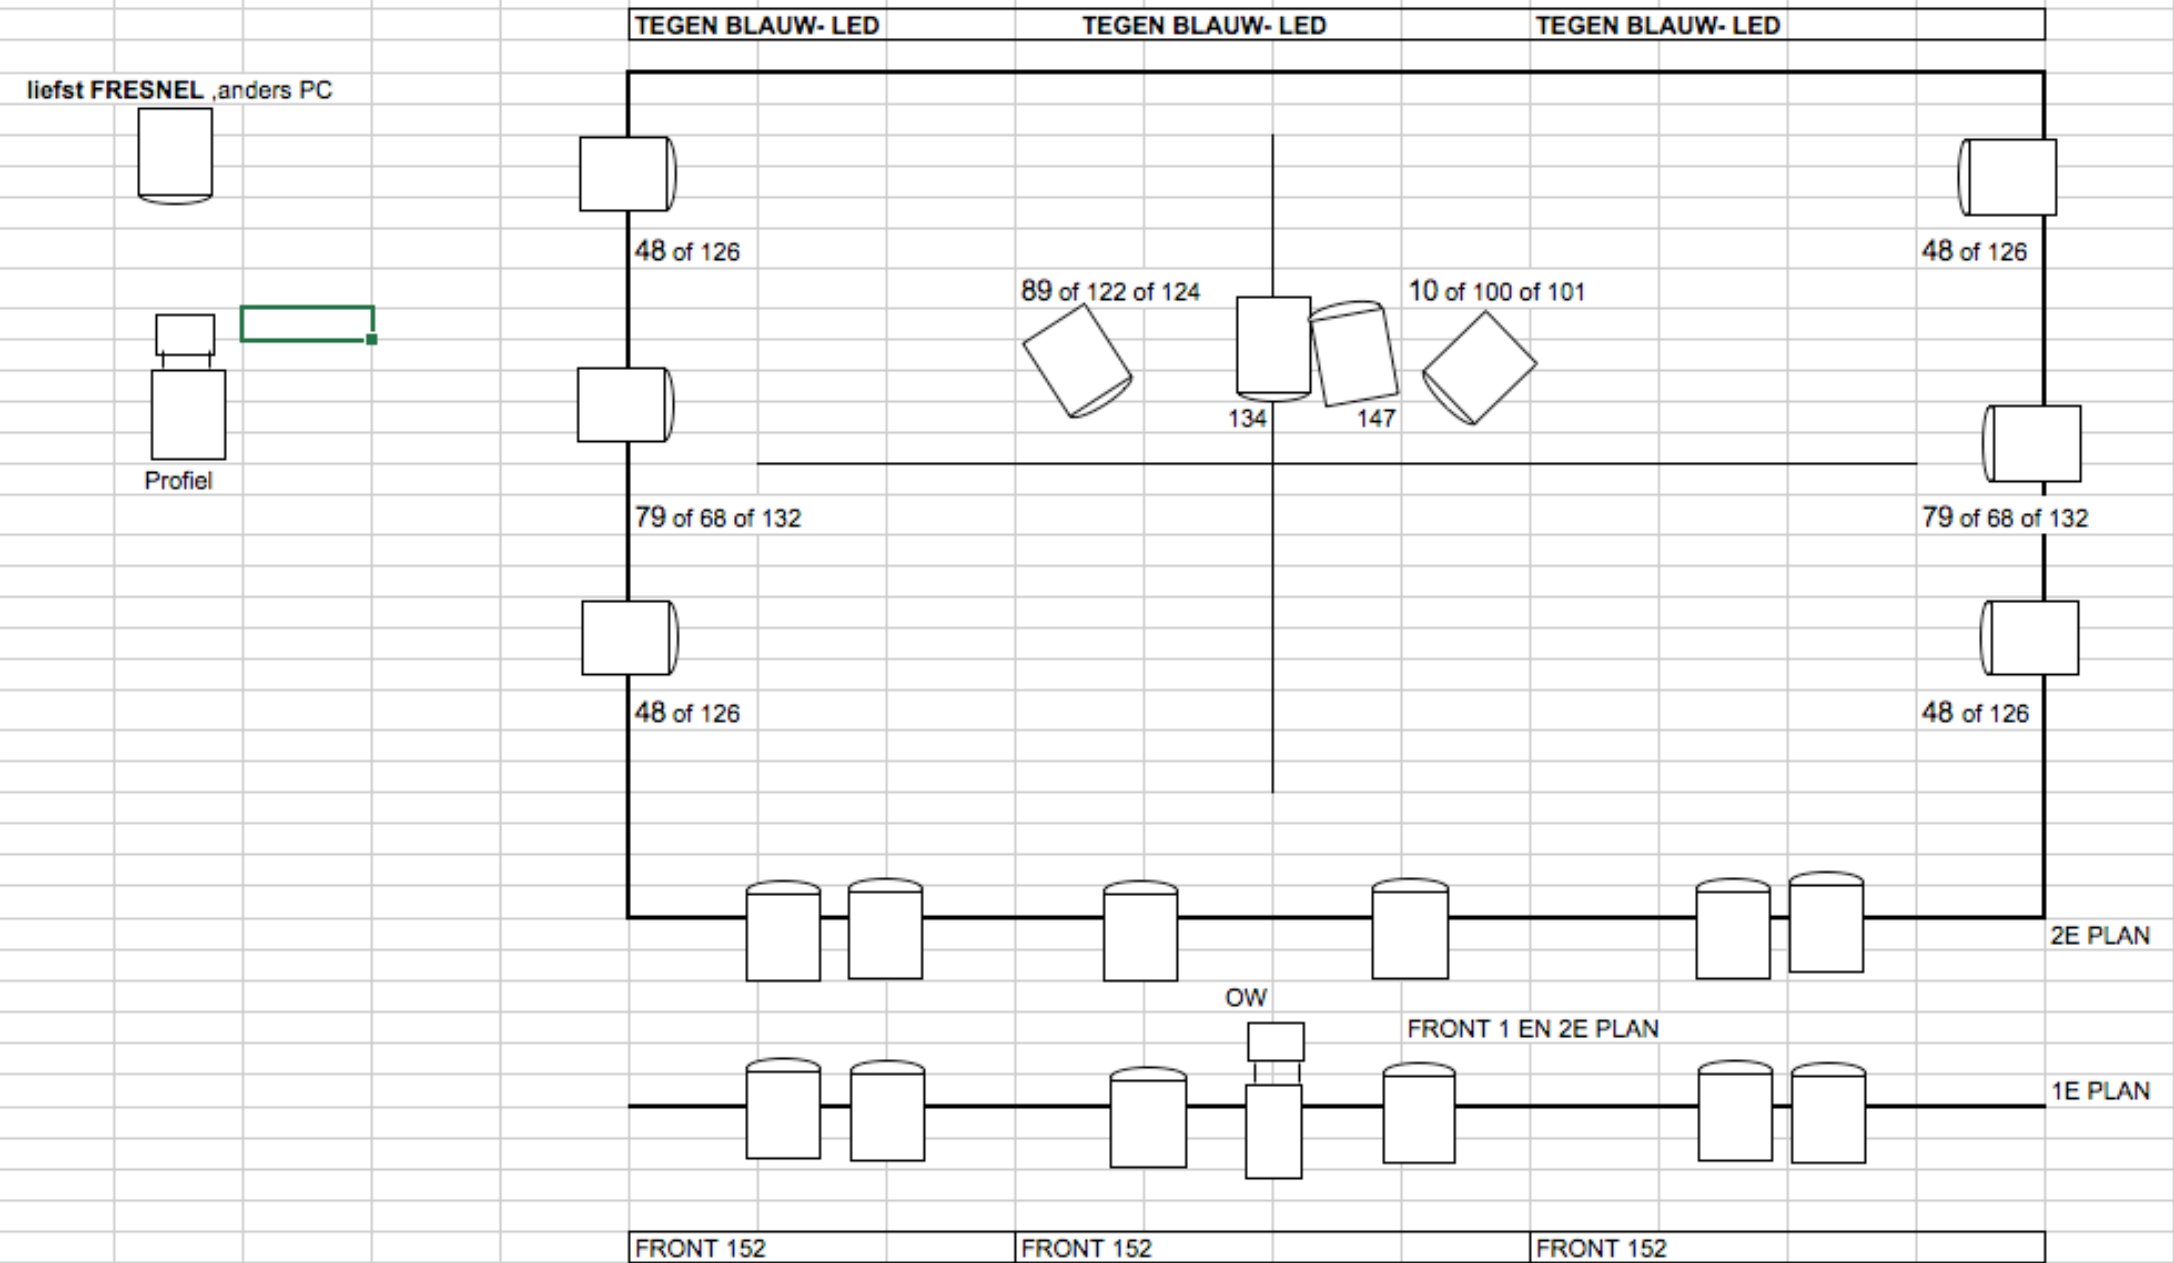 TEGEN BLAUW- LED TEGEN BLAUW- LED TEGEN BLAUW- LED
liefst FRESNEL ,anders PC
48 of 126 48 of 126
89 of 122 of 124 10 of 100 of 101
134 147
Profiel
79 of 68 of 132 79 of 68 of 132
48 of 126 48 of 126
2E PLAN
OW
FRONT 1 EN 2E PLAN
1E PLAN
FRONT 152 FRONT 152 FRONT 152